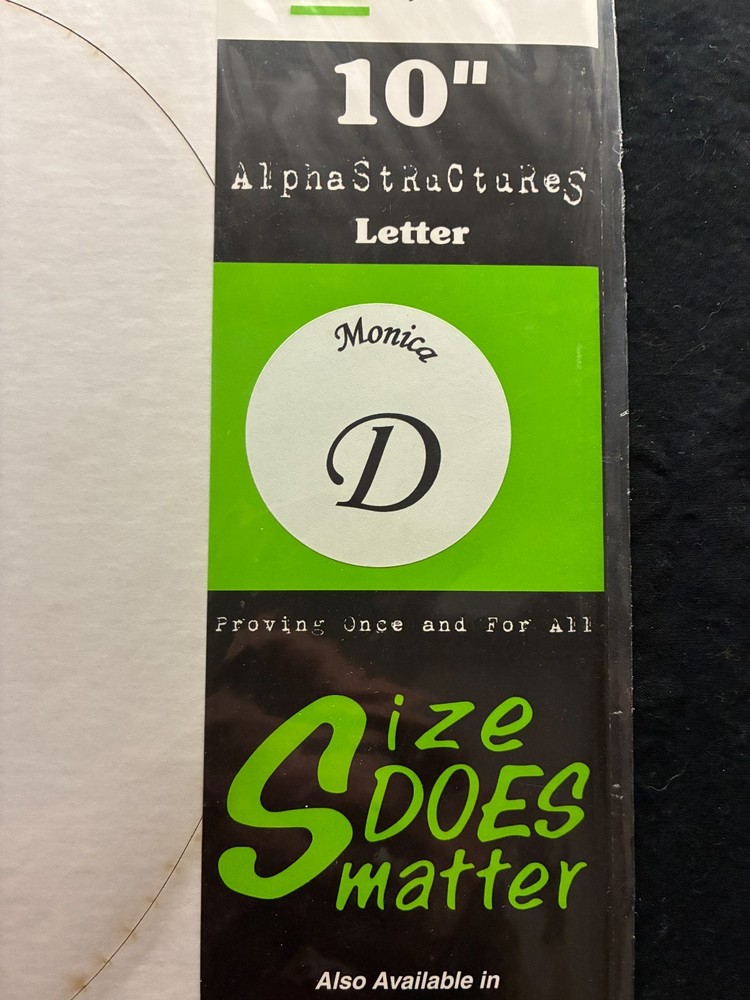 10"
AlphaStRuCtuReS
Letter
Monica
D
Proving Once and For All
Size
DOES
matter
Also Available in